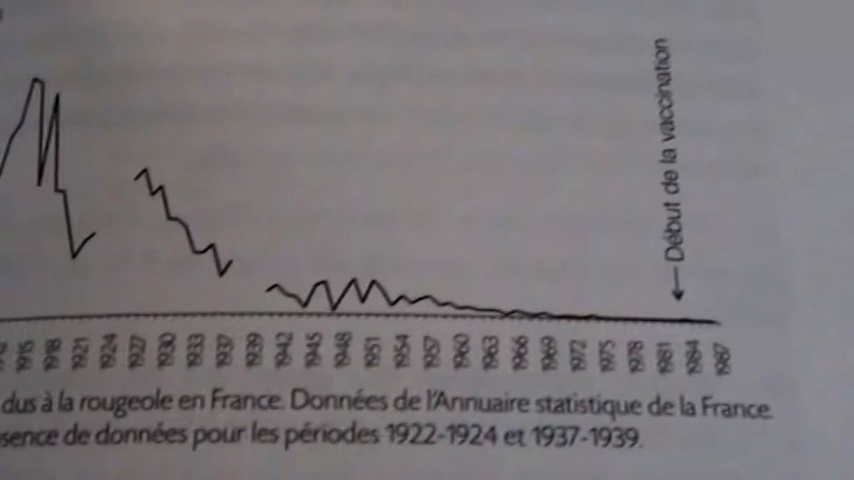 Début de la vaccination
1915 1918 1921 1924 1927 1930 1933 1937 1939 1942 1945 1948 1951 1954 1957 1960 1963 1966 1969 1972 1975 1978 1981 1984 1987
dus à la rougeole en France. Données de l'Annuaire statistique de la France.
sence de données pour les périodes 1922-1924 et 1937-1939.